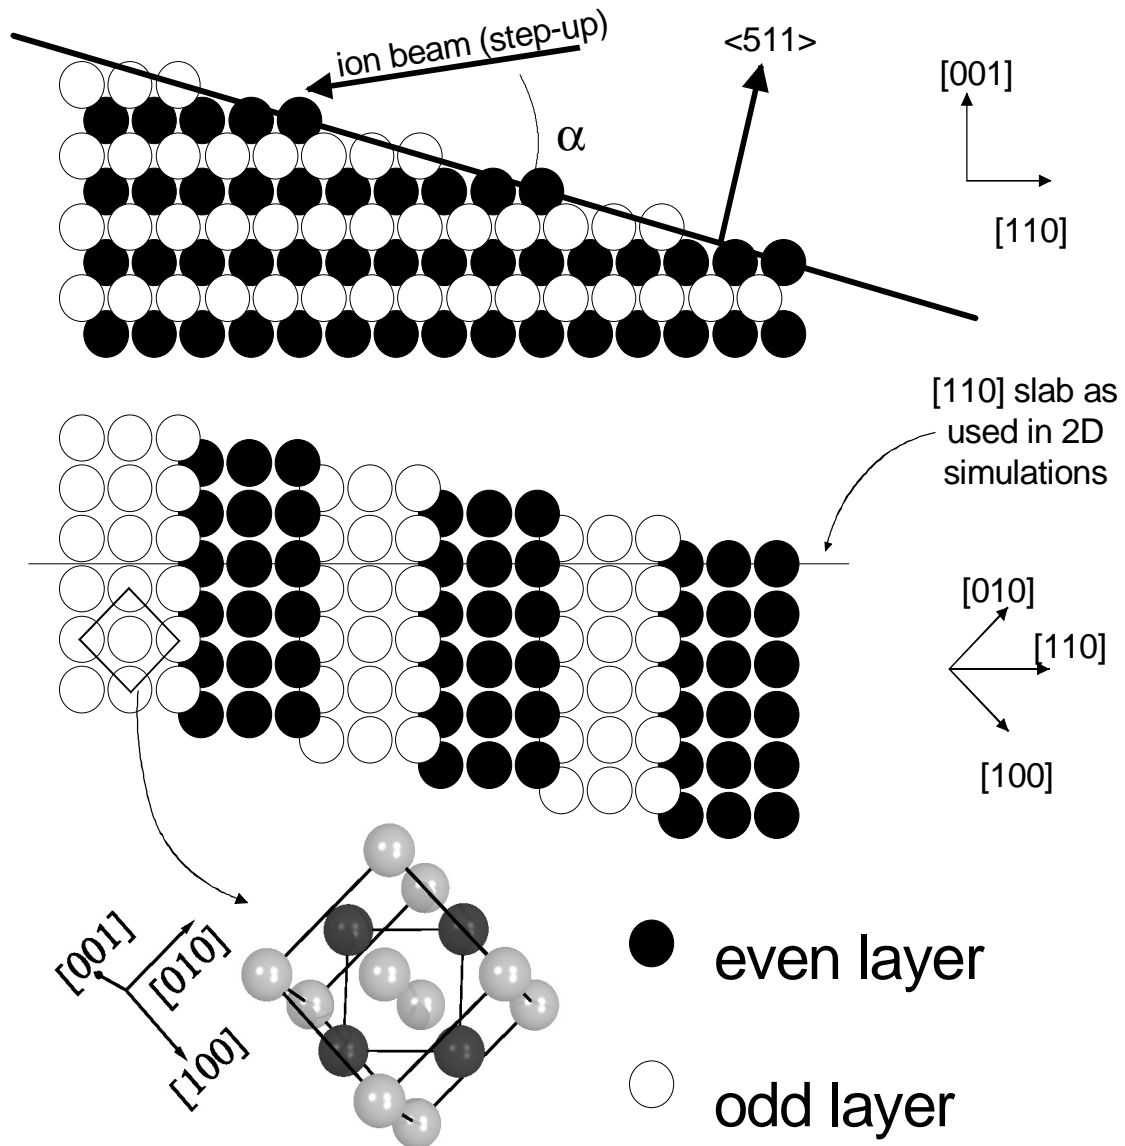 ion beam (step-up)
<511>
[001]
α
[110]
[110] slab as
used in 2D
simulations
[010]
[110]
[100]
[001]
[010]
[100]
even layer
odd layer